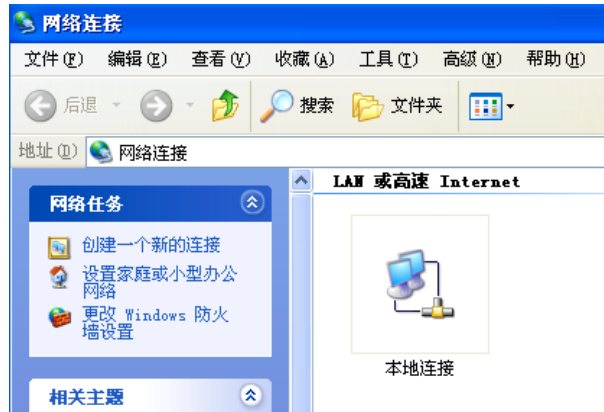 网络连接
文件(F) 编辑(E) 查看(V) 收藏(A) 工具(T) 高级(N) 帮助(H)
后退 搜索 文件夹
地址(D) 网络连接
网络任务
创建一个新的连接
设置家庭或小型办公
网络
更改 Windows 防火
墙设置
相关主题
LAN 或高速 Internet
本地连接